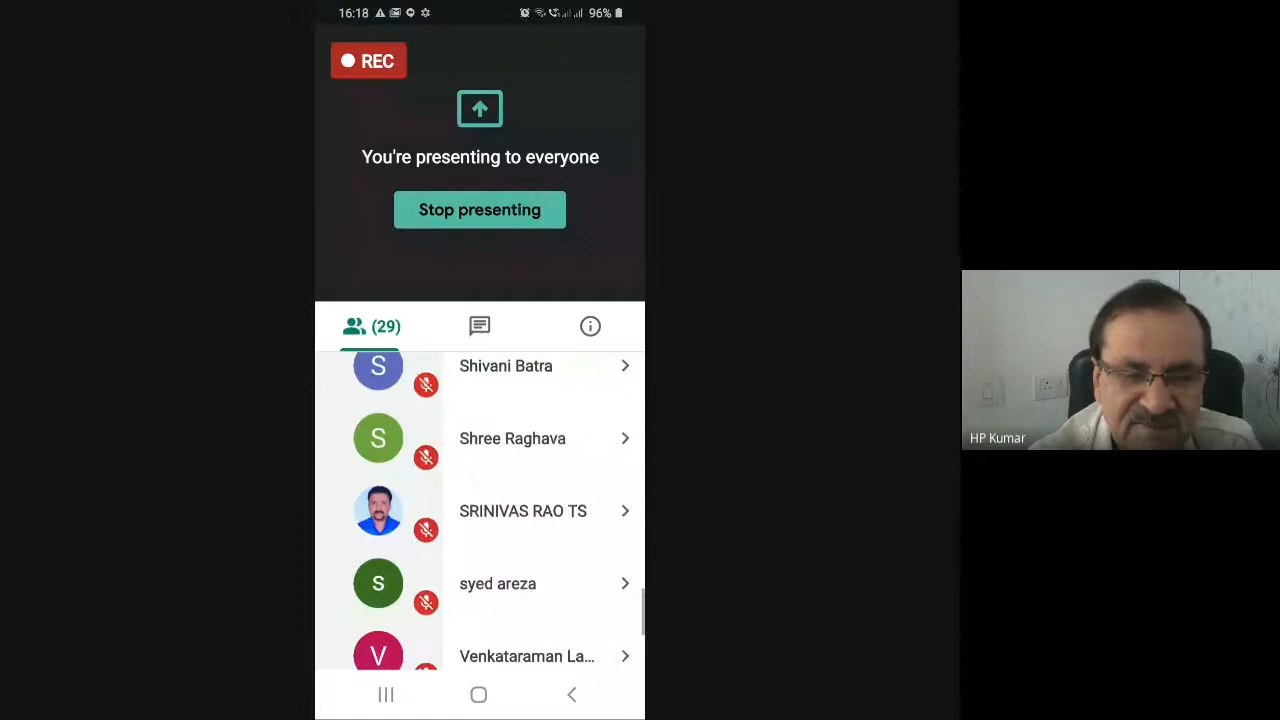 16:18 96%
REC
You're presenting to everyone
Stop presenting
(29)
S Shivani Batra
S Shree Raghava
SRINIVAS RAO TS
s syed areza
V Venkataraman La...
HP Kumar